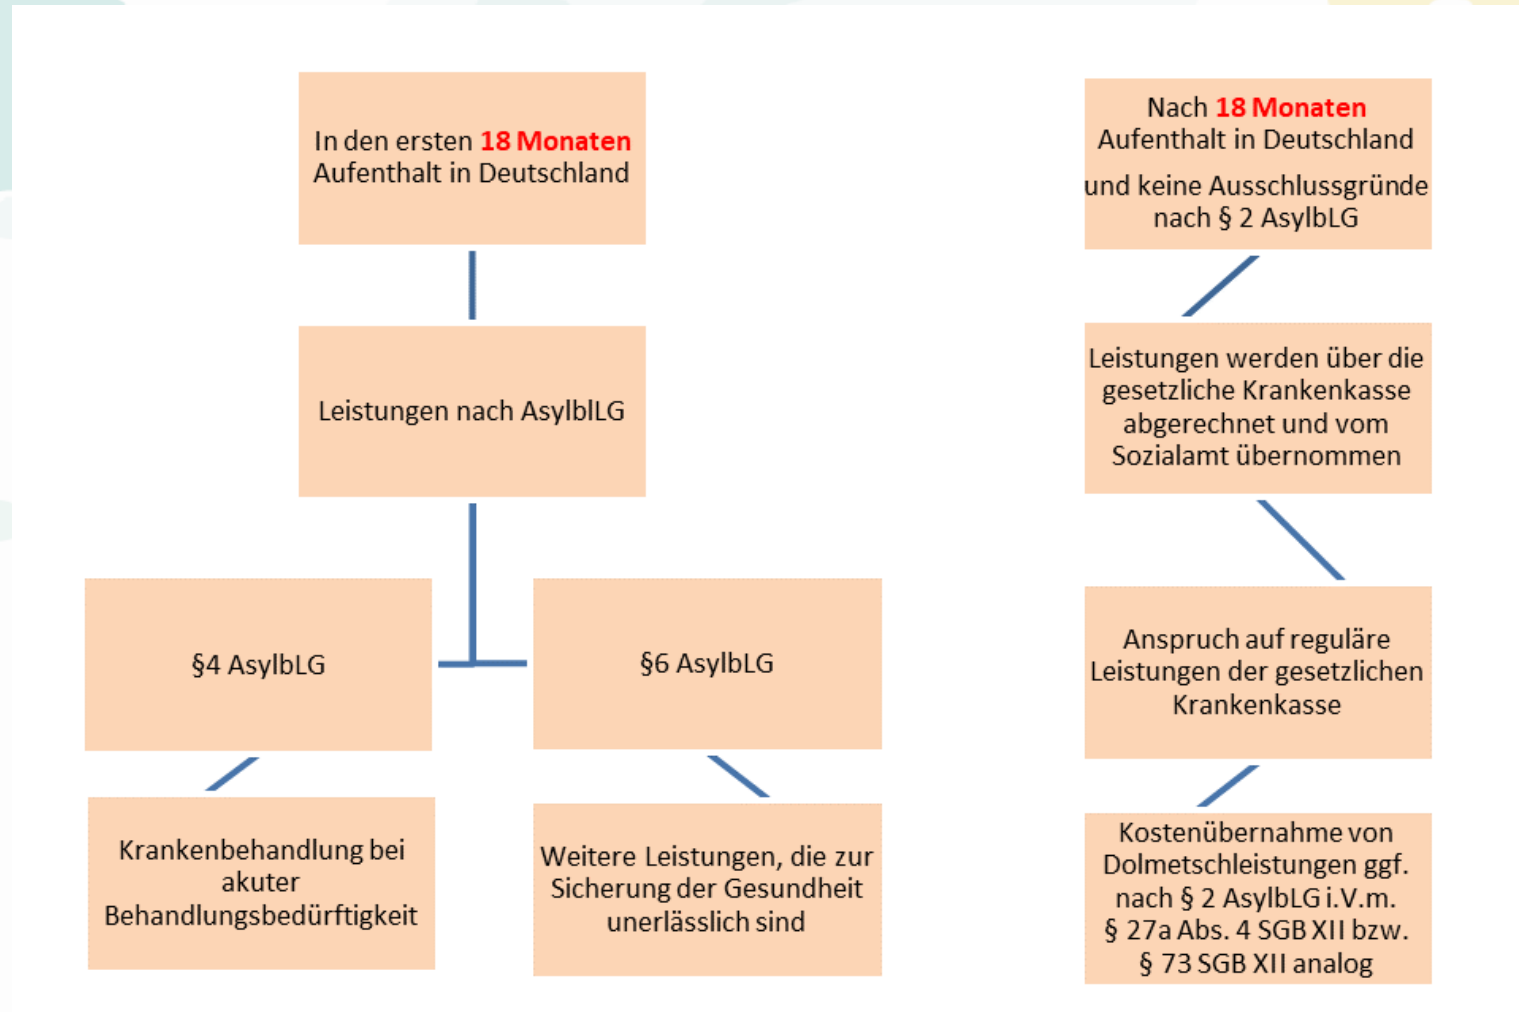 In den ersten 18 Monaten
Aufenthalt in Deutschland
Leistungen nach AsylblLG
§4 AsylbLG
§6 AsylbLG
Krankenbehandlung bei
akuter
Behandlungsbedürftigkeit
Weitere Leistungen, die zur
Sicherung der Gesundheit
unerlässlich sind
Nach 18 Monaten
Aufenthalt in Deutschland
und keine Ausschlussgründe
nach § 2 AsylbLG
Leistungen werden über die
gesetzliche Krankenkasse
abgerechnet und vom
Sozialamt übernommen
Anspruch auf reguläre
Leistungen der gesetzlichen
Krankenkasse
Kostenübernahme von
Dolmetschleistungen ggf.
nach § 2 AsylbLG i.V.m.
§ 27a Abs. 4 SGB XII bzw.
§ 73 SGB XII analog